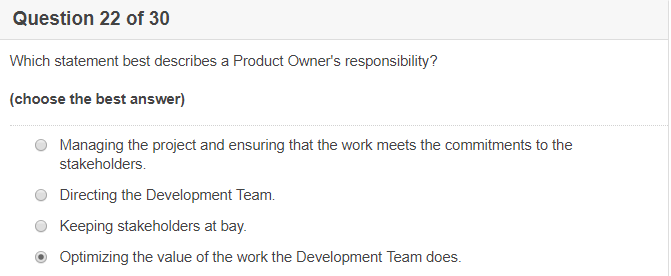 Question 22 of 30
Which statement best describes a Product Owner's responsibility?
(choose the best answer)
Managing the project and ensuring that the work meets the commitments to the
stakeholders.
Directing the Development Team.
Keeping stakeholders at bay.
Optimizing the value of the work the Development Team does.